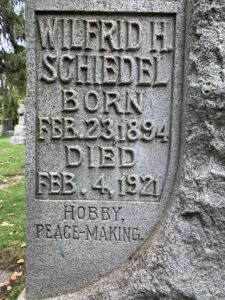 WILFRID H.
SCHIEDEL
BORN
FEB. 23, 1894
DIED
FEB. 4, 1921
HOBBY,
PEACE-MAKING.